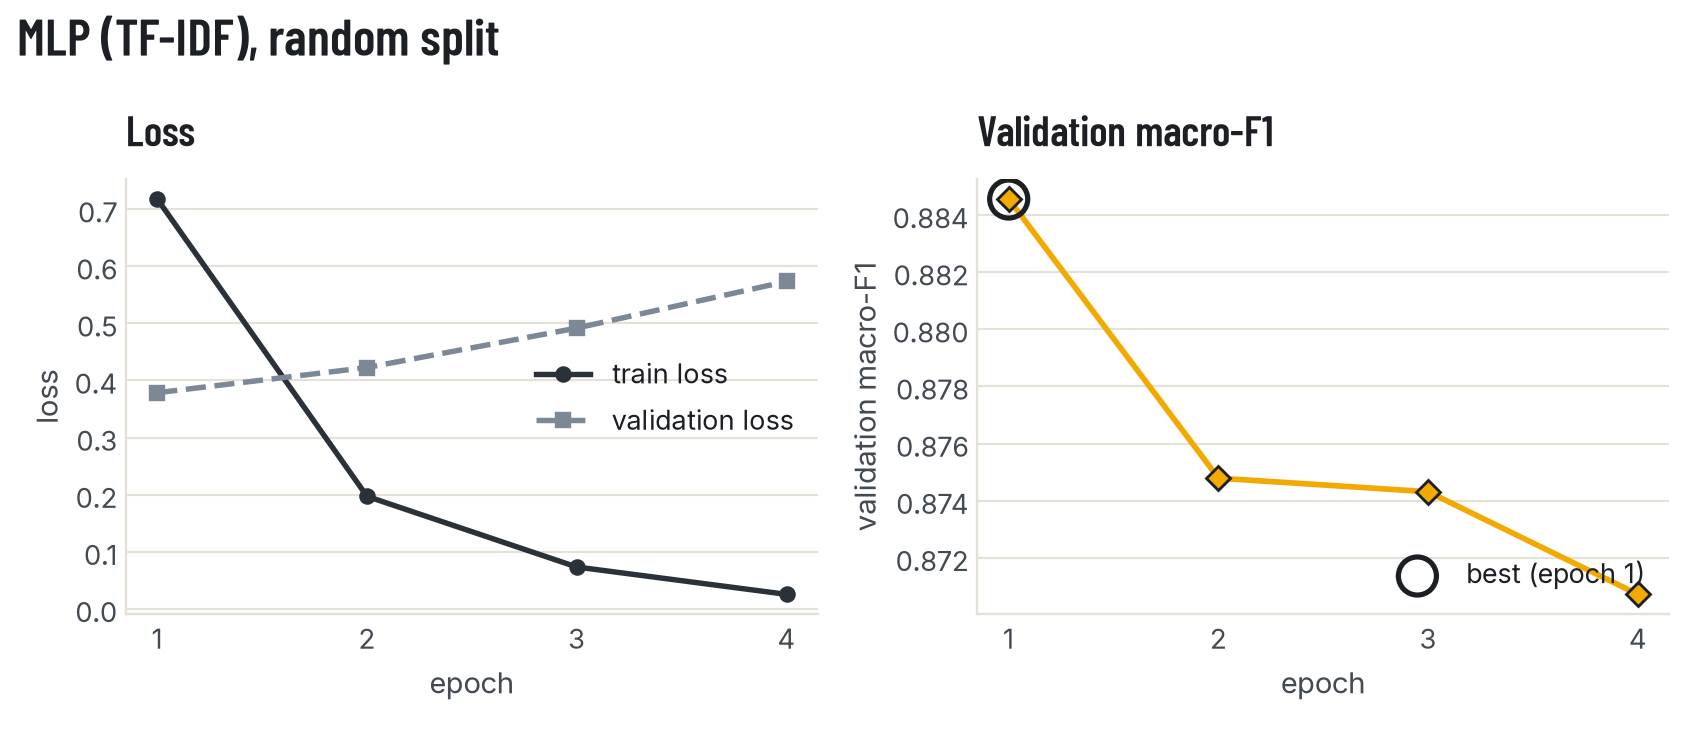 MLP (TF-IDF), random split
Loss
0.7
0.6
0.5
0.4
0.3
0.2
0.1
0.0
loss
train loss
validation loss
1 2 3 4
epoch
Validation macro-F1
0.884
0.882
0.880
0.878
0.876
0.874
0.872
validation macro-F1
best (epoch 1)
1 2 3 4
epoch